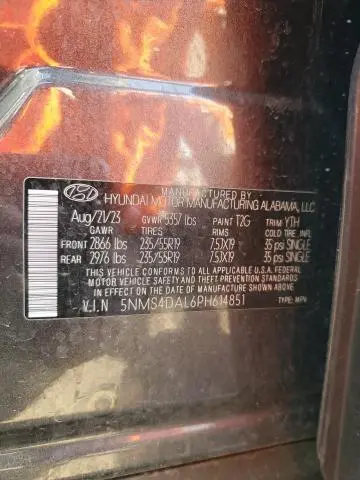 MANUFACTURED BY
HYUNDAI MOTOR MANUFACTURING ALABAMA, LLC
Aug/21/23 GVWR 5357 lbs PAINT T2G TRIM YTH
GAWR TIRES RIMS COLD TIRE INFL
FRONT 2866 lbs 235/55R19 7.5X19 35 psi SINGLE
REAR 2976 lbs 235/55R19 7.5X19 35 psi SINGLE
THIS VEHICLE CONFORMS TO ALL APPLICABLE U.S.A. FEDERAL
MOTOR VEHICLE SAFETY AND THEFT PREVENTION STANDARDS
IN EFFECT ON THE DATE OF MANUFACTURE SHOWN ABOVE.
V.I.N 5NMS4DAL6PH614851 TYPE: MPV